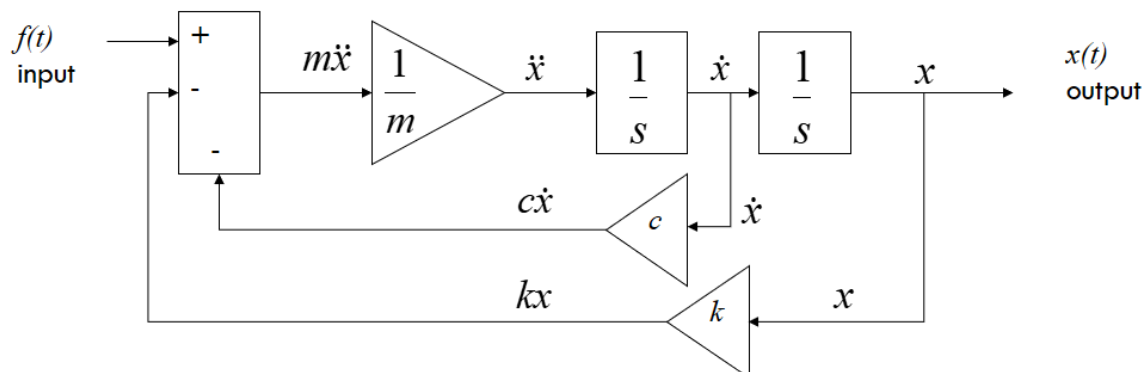 f(t)
input
+
-
-
mẍ
1
m
ẍ
1
s
ẋ
1
s
x
x(t)
output
cẋ
c
ẋ
kx
k
x